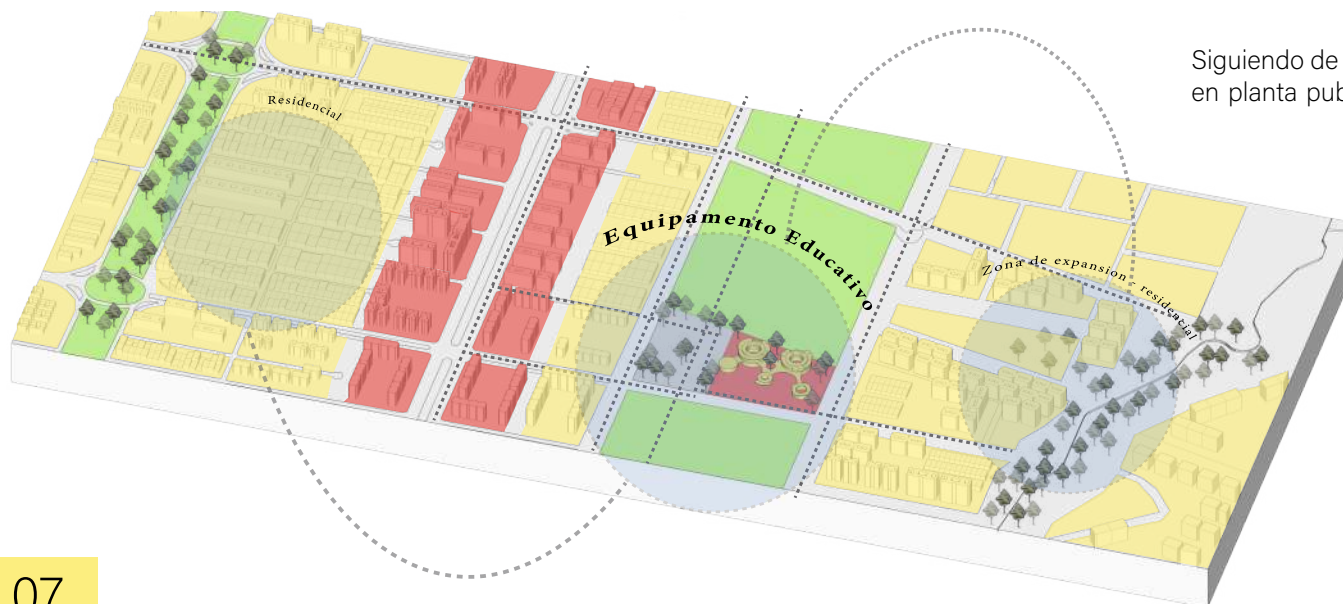 Siguiendo de
en planta pub
Residencial
Equipamento Educativo
Zona de expansion - residencial
07